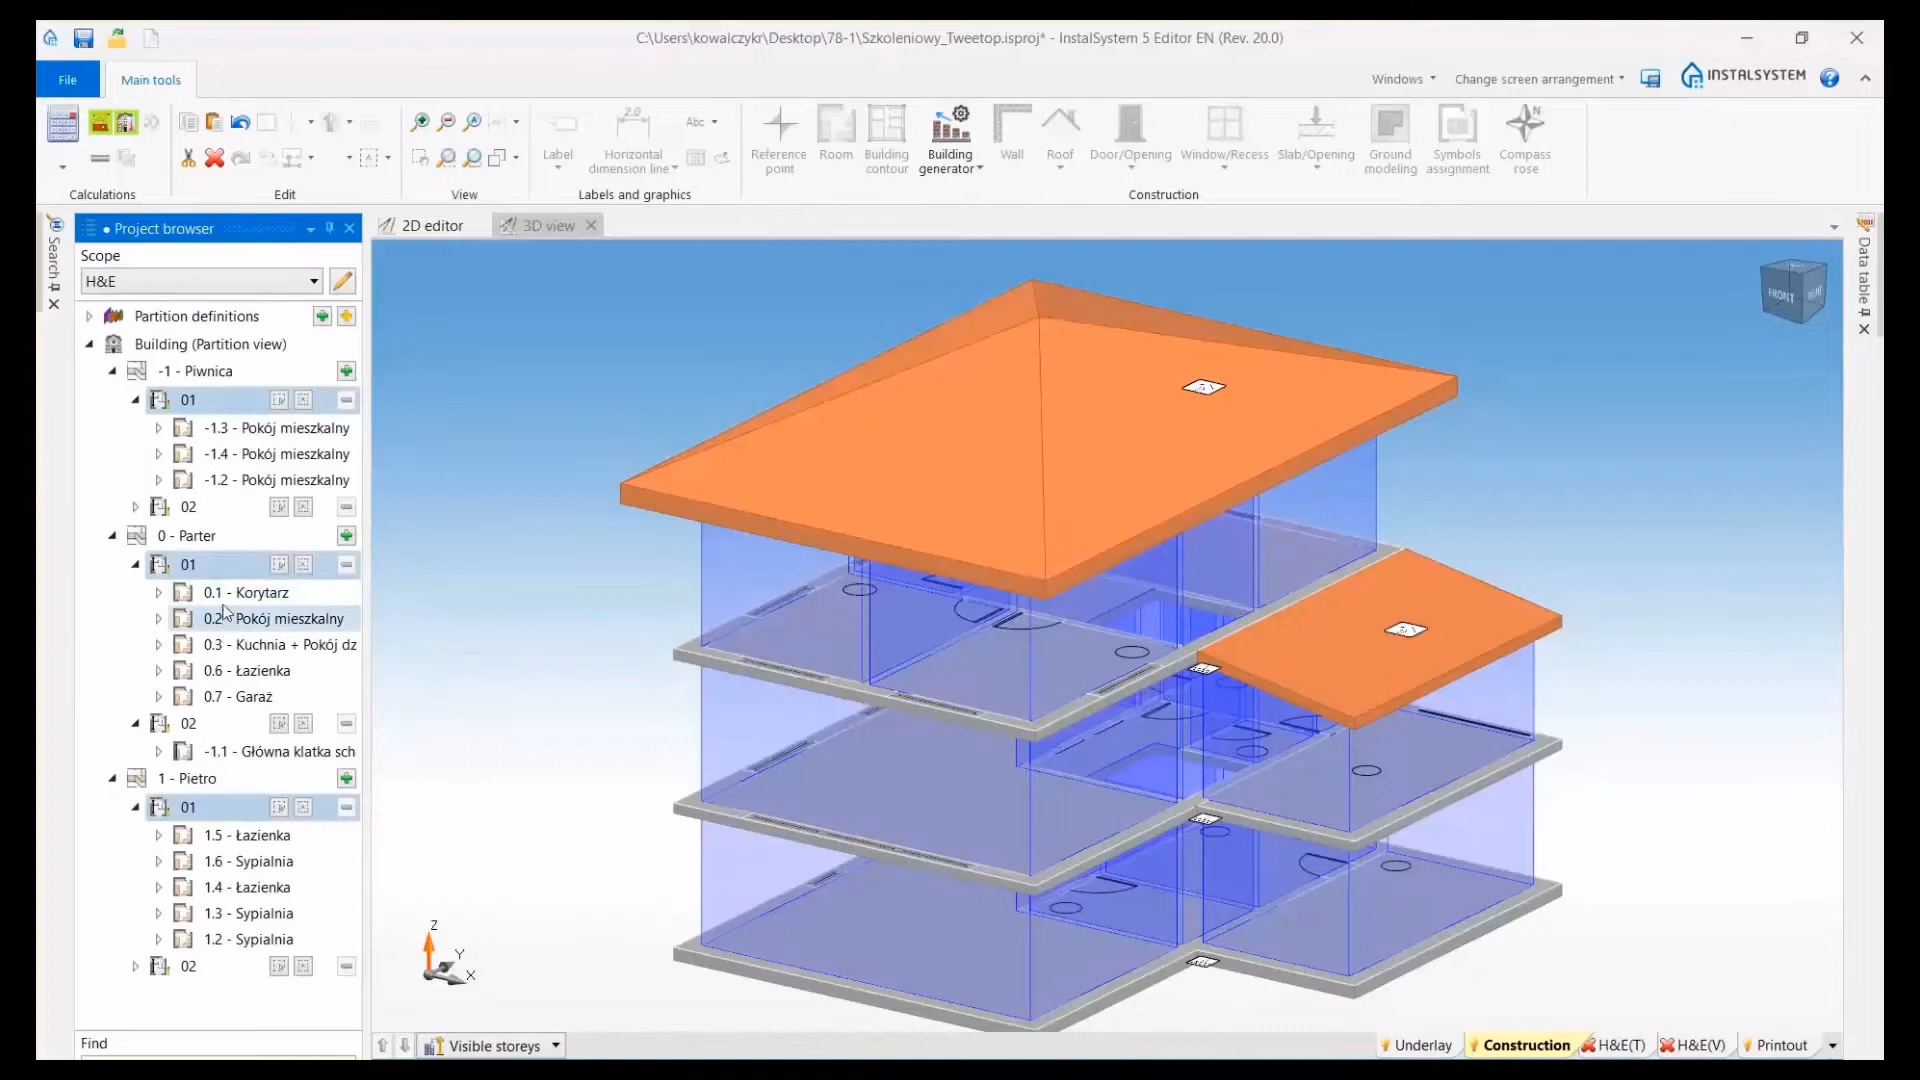 C:\Users\kowalczykr\Desktop\78-1\Szkoleniowy_Tweetop.isproj* - InstalSystem 5 Editor EN (Rev. 20.0)
File
Main tools
Windows
Change screen arrangement
INSTALSYSTEM
2.0
Abc
Label
Horizontal dimension line
Reference point
Room
Building contour
Building generator
Wall
Roof
Door/Opening
Window/Recess
Slab/Opening
Ground modeling
Symbols assignment
Compass rose
Calculations
Edit
View
Labels and graphics
Construction
Search
Project browser
2D editor
3D view
Data table
Scope
H&E
FRONT
Partition definitions
Building (Partition view)
-1 - Piwnica
01
-1.3 - Pokój mieszkalny
-1.4 - Pokój mieszkalny
-1.2 - Pokój mieszkalny
02
0 - Parter
01
0.1 - Korytarz
0.2 - Pokój mieszkalny
0.3 - Kuchnia + Pokój dz
0.6 - Łazienka
0.7 - Garaż
02
-1.1 - Główna klatka sch
1 - Pietro
01
1.5 - Łazienka
1.6 - Sypialnia
1.4 - Łazienka
1.3 - Sypialnia
1.2 - Sypialnia
02
Z
Y
X
Find
Visible storeys
Underlay
Construction
H&E(T)
H&E(V)
Printout